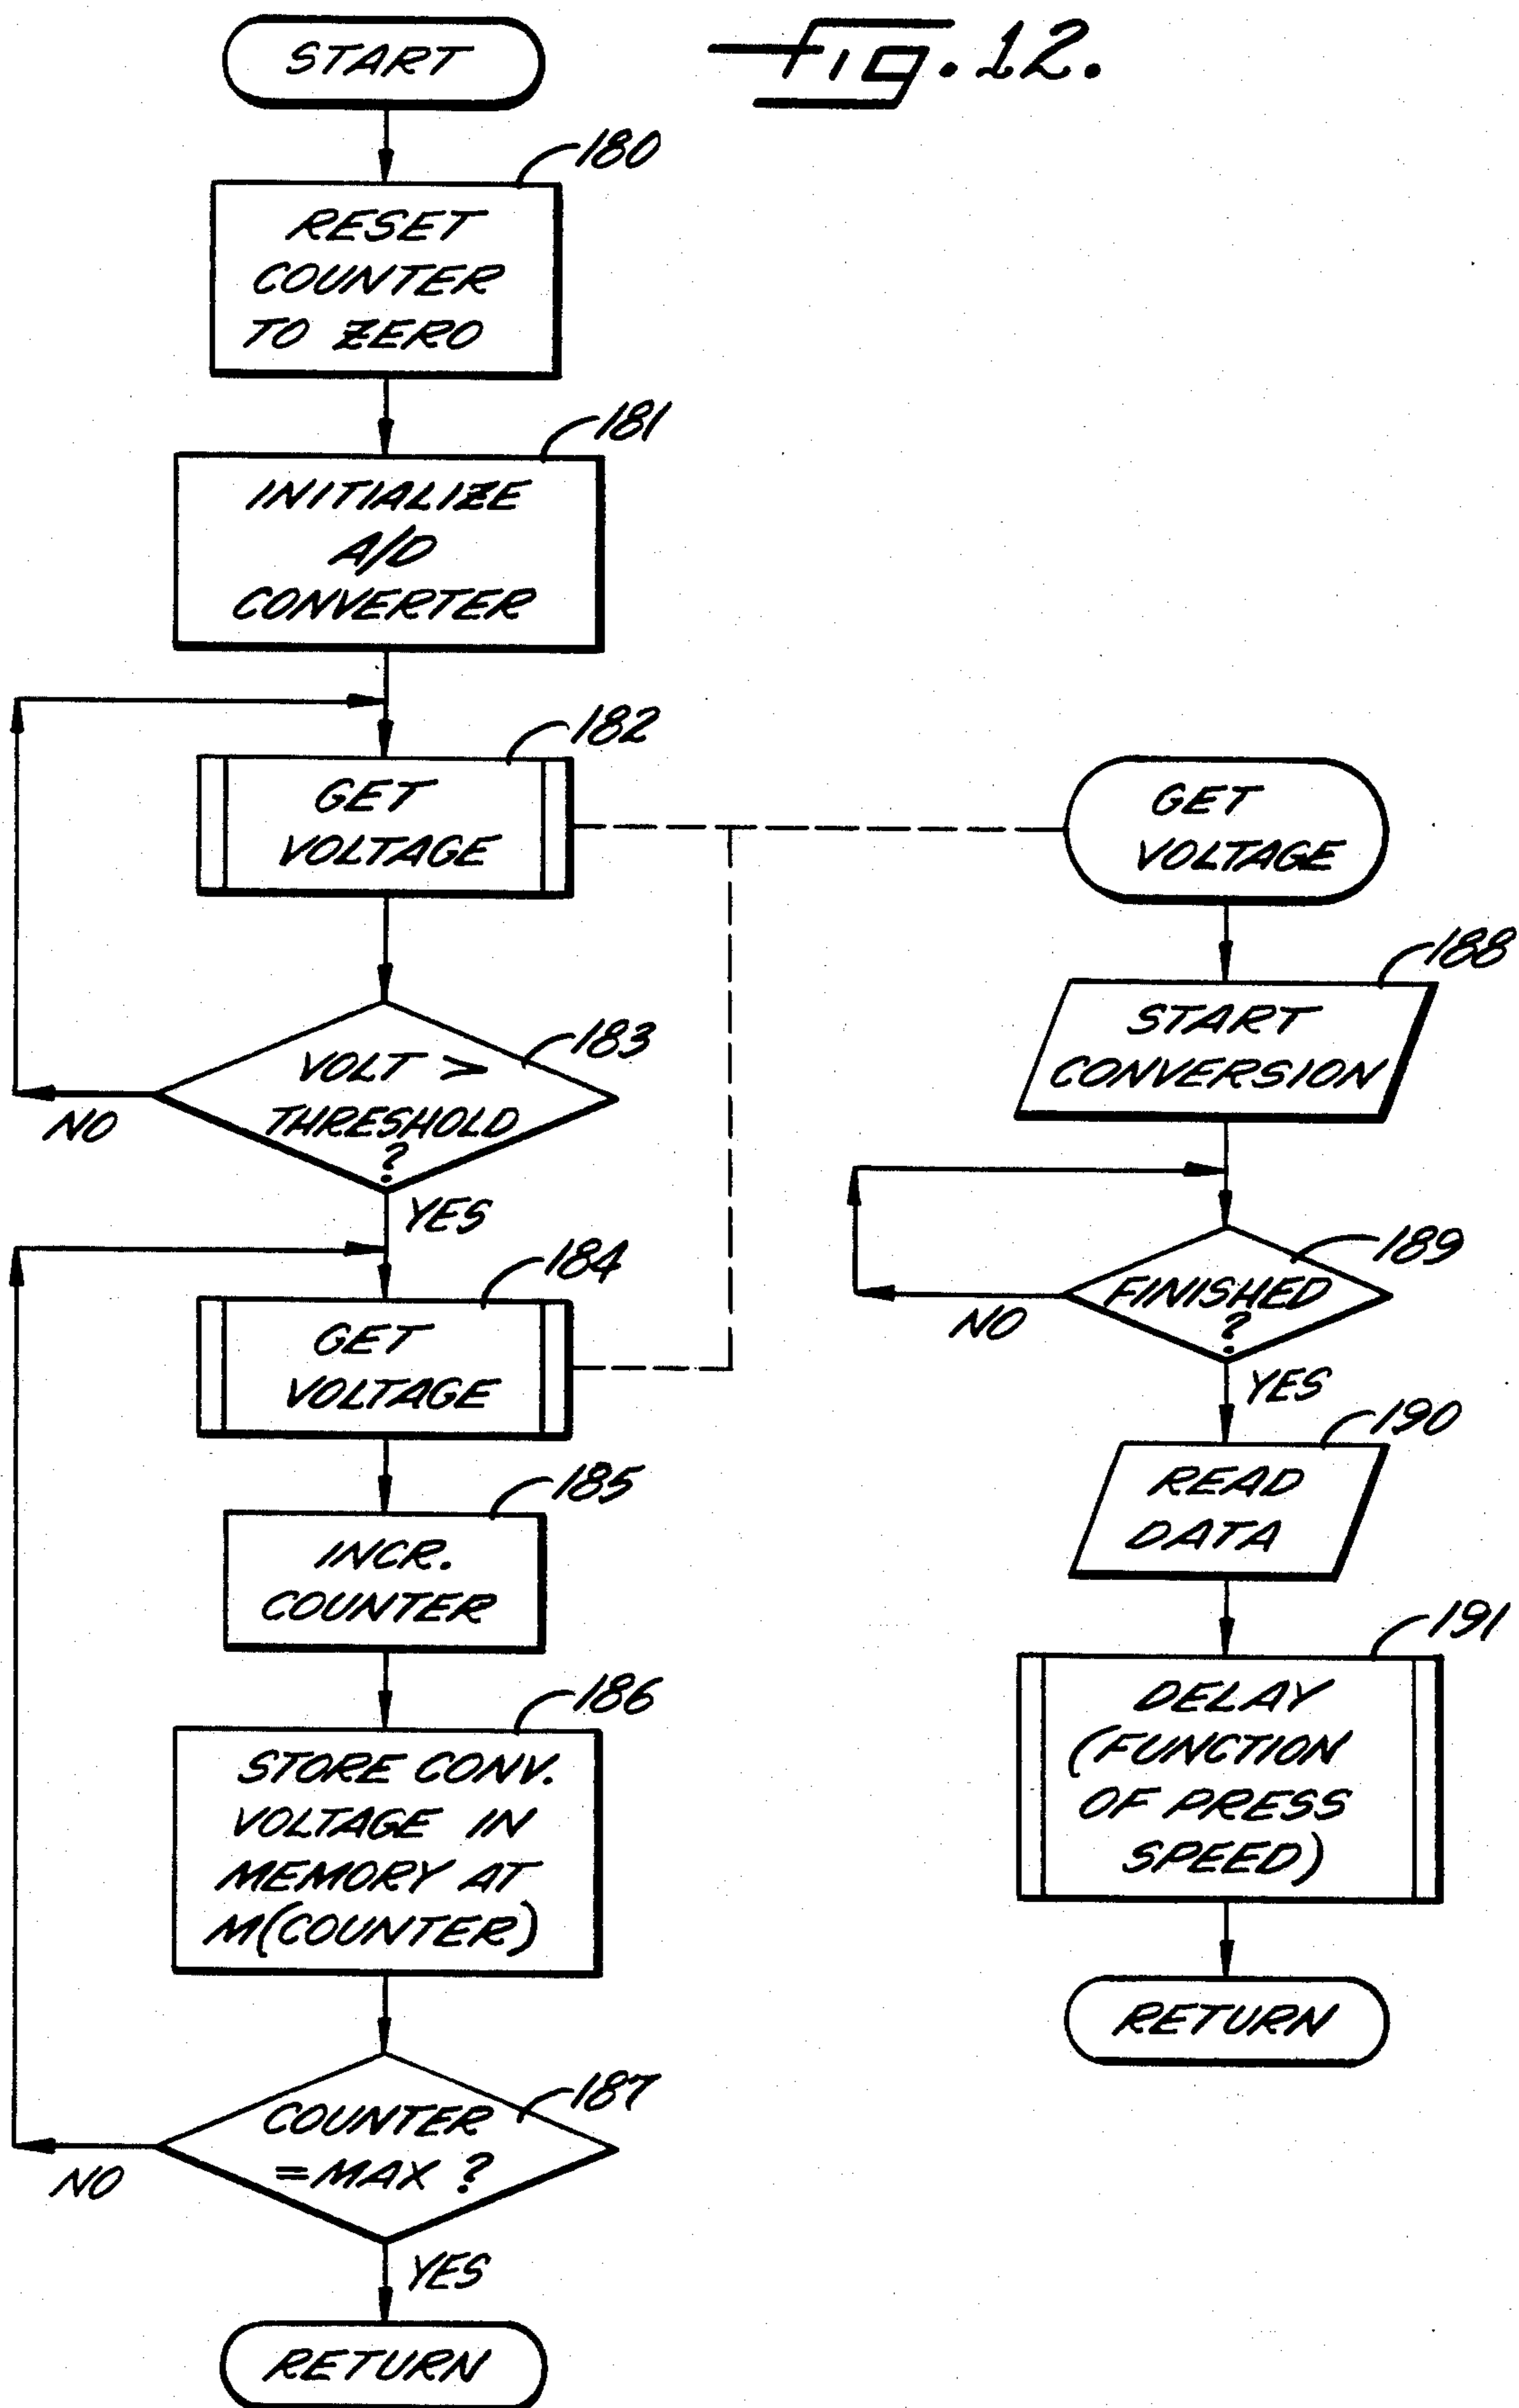 Fig. 12.
START
180
RESET
COUNTER
TO ZERO
181
INITIALIZE
A/D
CONVERTER
182
GET
VOLTAGE
183
VOLT >
THRESHOLD
?
NO
YES
184
GET
VOLTAGE
185
INCR.
COUNTER
186
STORE CONV.
VOLTAGE IN
MEMORY AT
M(COUNTER)
187
COUNTER
=MAX ?
NO
YES
RETURN
GET
VOLTAGE
188
START
CONVERSION
189
FINISHED
?
NO
YES
190
READ
DATA
191
DELAY
(FUNCTION
OF PRESS
SPEED)
RETURN